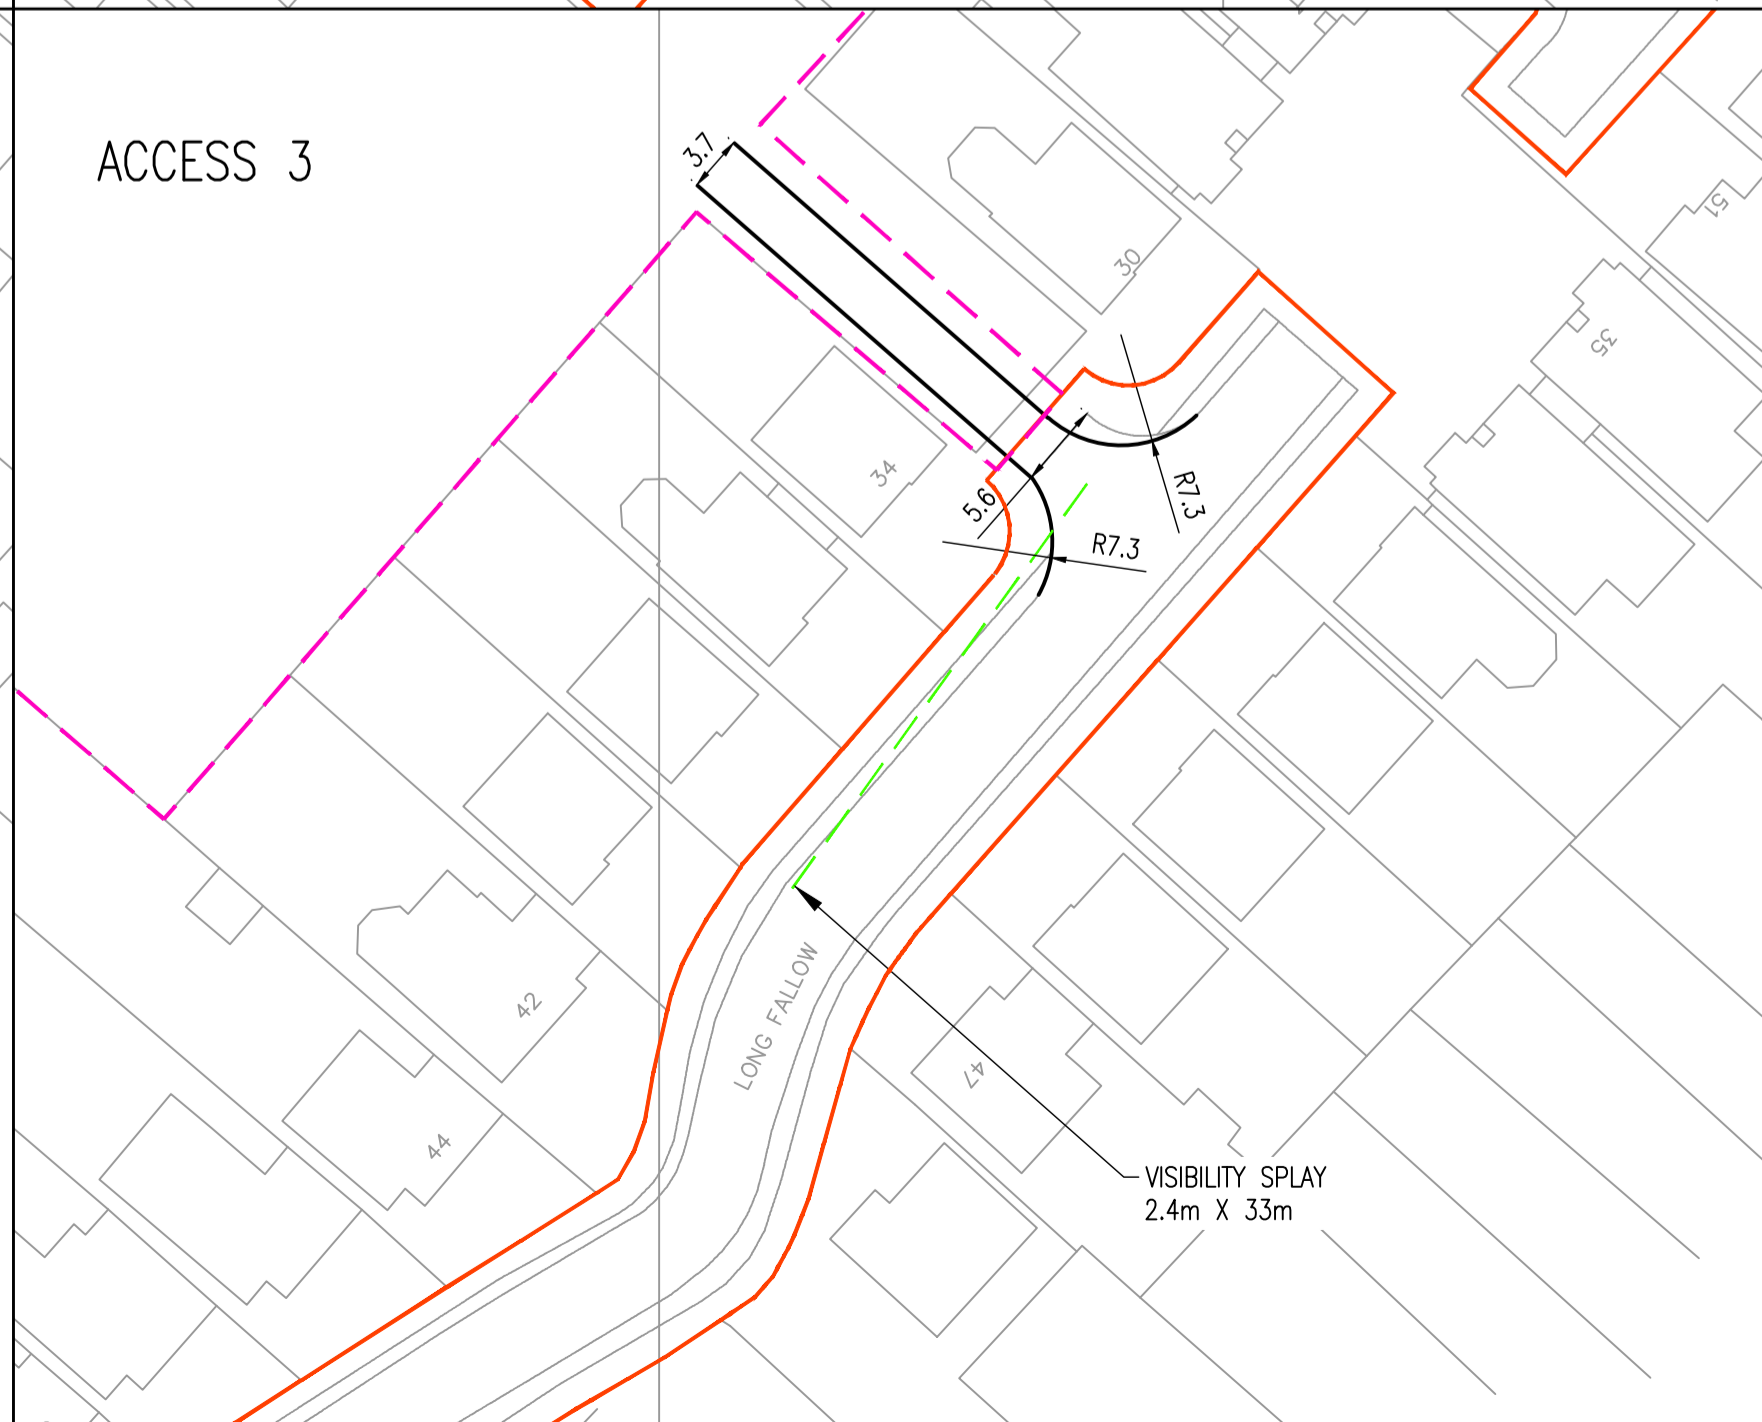 ACCESS 3
3.7
30
51
35
34
5.6
R7.3
R7.3
LONG FALLOW
42
47
44
VISIBILITY SPLAY
2.4m X 33m